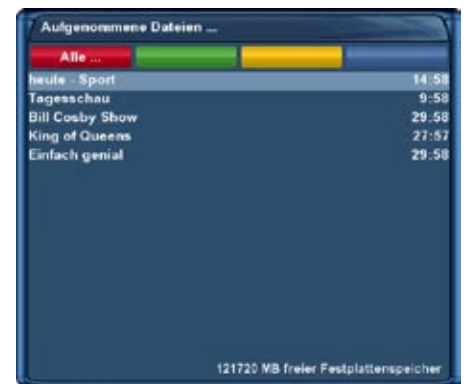 Aufgenommene Dateien ...
Alle ...
heute - Sport 14:58
Tagesschau 9:58
Bill Cosby Show 29:58
King of Queens 27:57
Einfach genial 29:58
121720 MB freier Festplattenspeicher